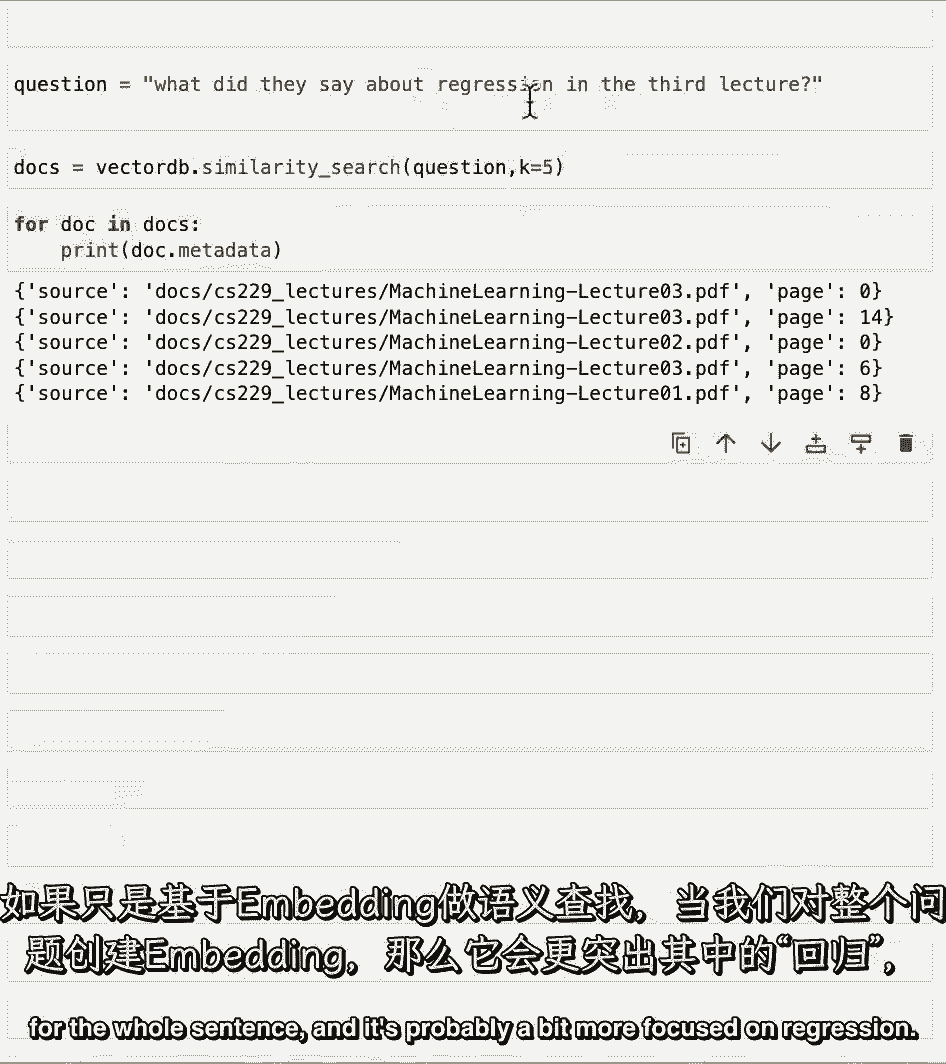 question = "what did they say about regression in the third lecture?"
docs = vectordb.similarity_search(question,k=5)
for doc in docs:
    print(doc.metadata)
{'source': 'docs/cs229_lectures/MachineLearning-Lecture03.pdf', 'page': 0}
{'source': 'docs/cs229_lectures/MachineLearning-Lecture03.pdf', 'page': 14}
{'source': 'docs/cs229_lectures/MachineLearning-Lecture02.pdf', 'page': 0}
{'source': 'docs/cs229_lectures/MachineLearning-Lecture03.pdf', 'page': 6}
{'source': 'docs/cs229_lectures/MachineLearning-Lecture01.pdf', 'page': 8}
如果只是基于Embedding做语义查找，当我们对整个问
题创建Embedding，那么它会更突出其中的“回归”，
for the whole sentence, and it's probably a bit more focused on regression.